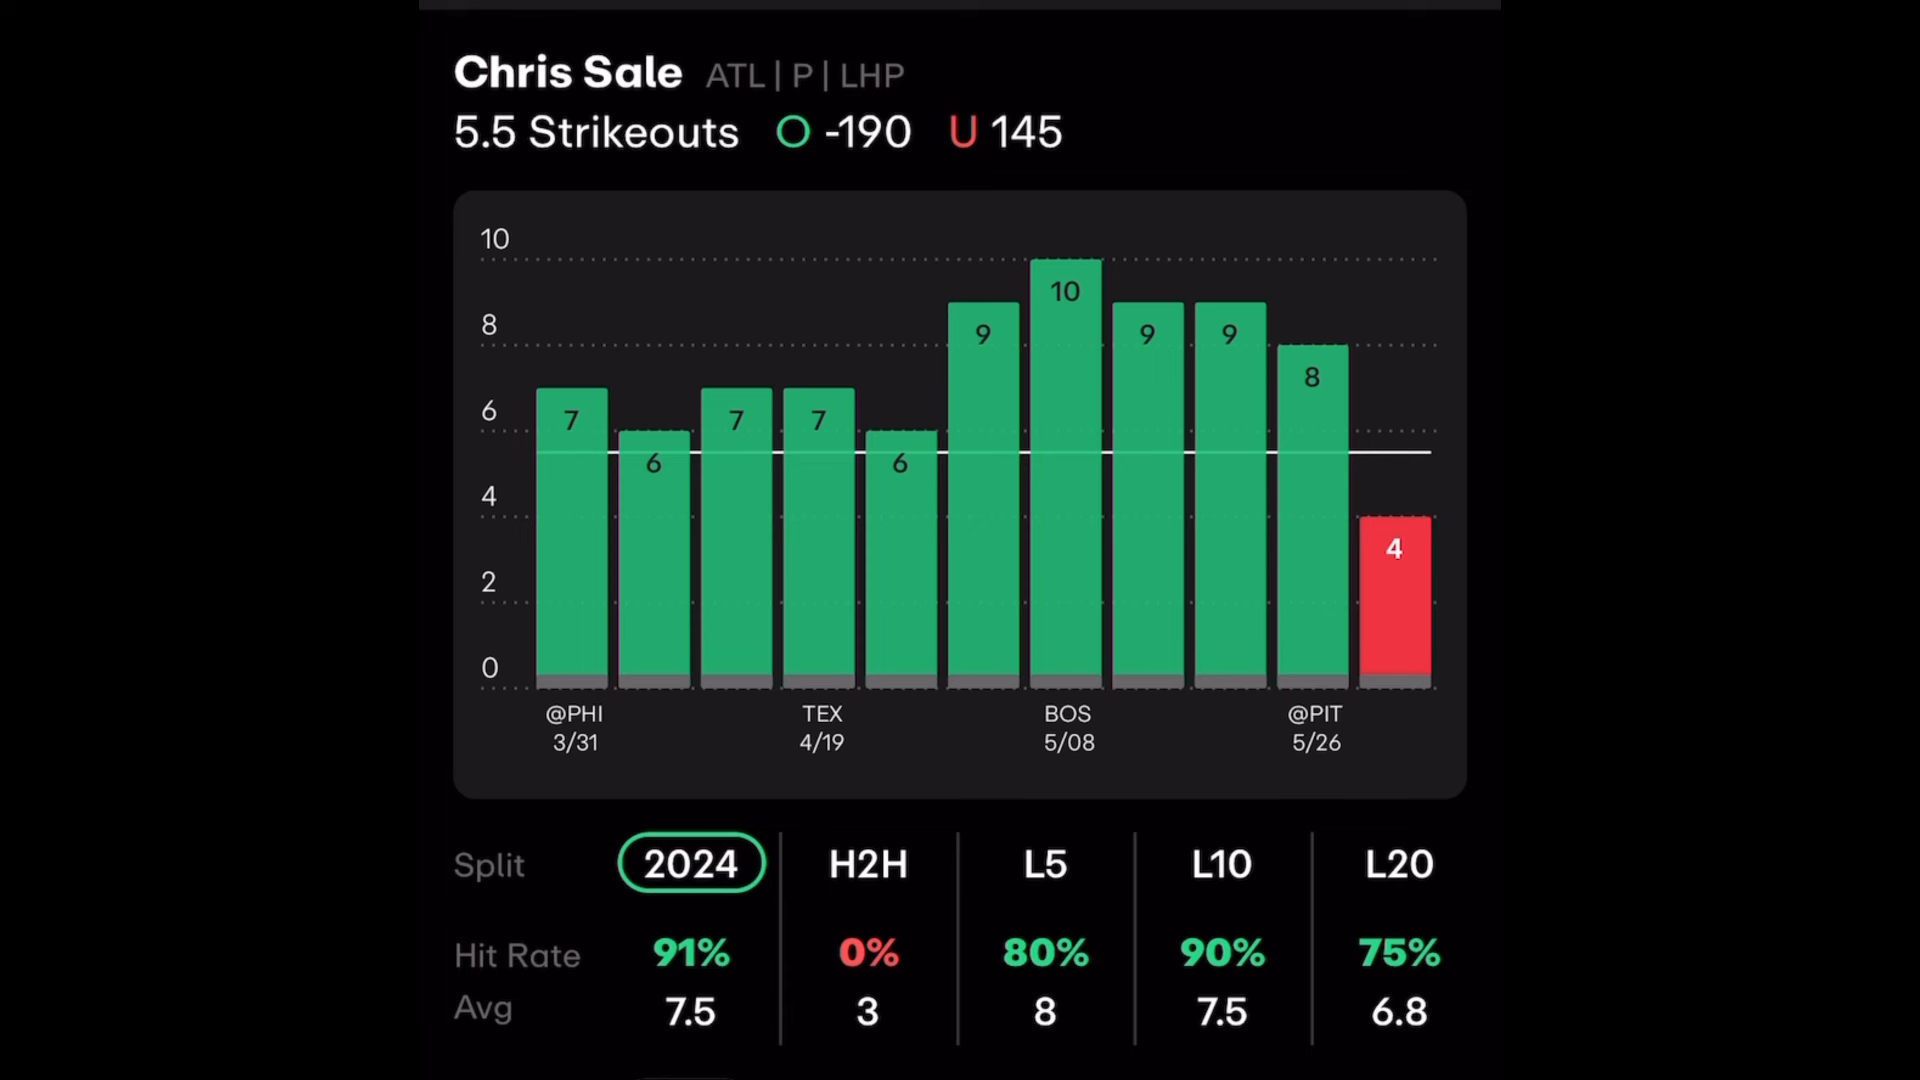 Chris Sale ATL | P | LHP
5.5 Strikeouts O -190 U 145
10
8
6
4
2
0
7
6
7
7
6
9
10
9
9
8
4
@PHI TEX BOS @PIT
3/31 4/19 5/08 5/26
Split 2024 H2H L5 L10 L20
Hit Rate 91% 0% 80% 90% 75%
Avg 7.5 3 8 7.5 6.8